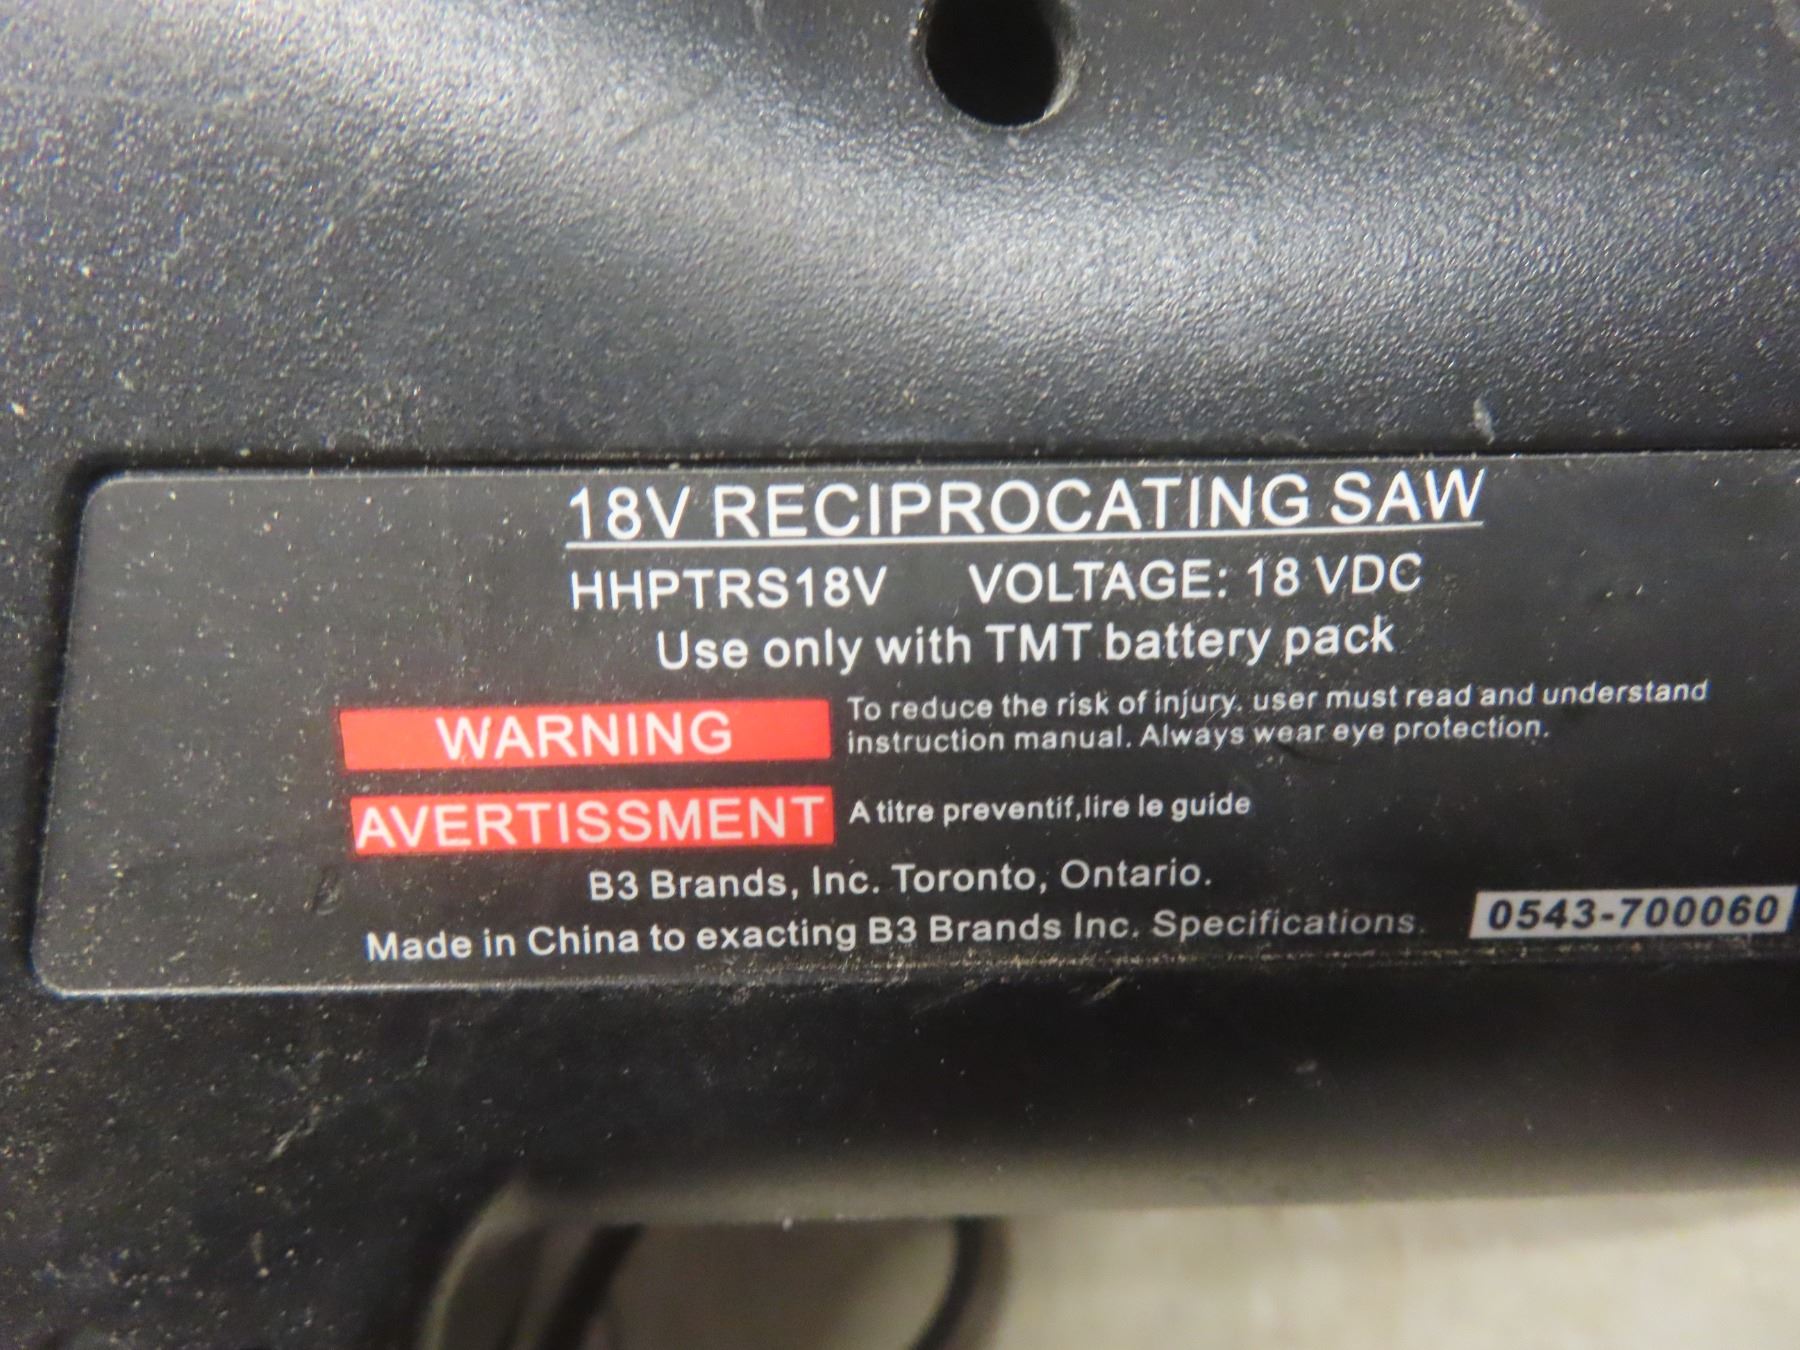 18V RECIPROCATING SAW
HHPTRS18V VOLTAGE: 18 VDC
Use only with TMT battery pack
WARNING To reduce the risk of injury. user must read and understand
instruction manual. Always wear eye protection.
AVERTISSMENT A titre preventif,lire le guide
B3 Brands, Inc. Toronto, Ontario.
Made in China to exacting B3 Brands Inc. Specifications.
0543-700060